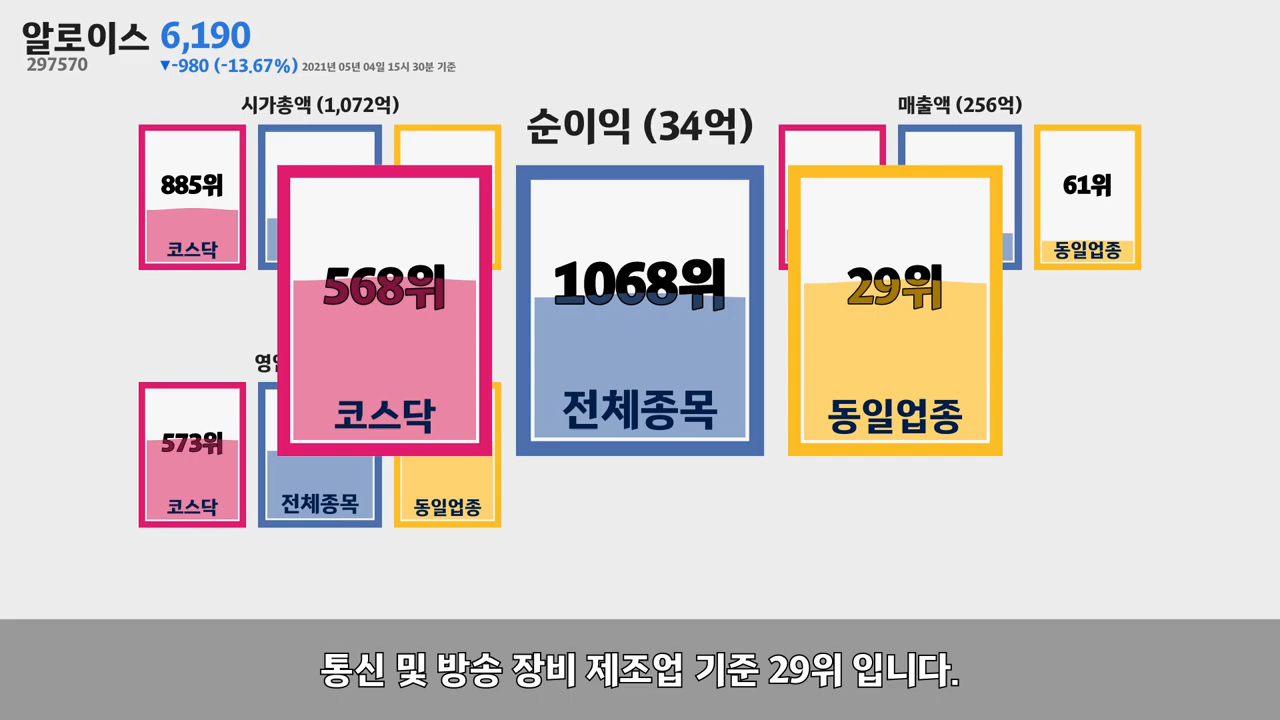 알로이스 6,190
297570
▼-980 (-13.67%) 2021년 05년 04일 15시 30분 기준
시가총액 (1,072억)
순이익 (34억)
매출액 (256억)
885위
코스닥
61위
동일업종
568위
코스닥
1068위
전체종목
29위
동일업종
573위
코스닥
전체종목
동일업종
통신 및 방송 장비 제조업 기준 29위 입니다.